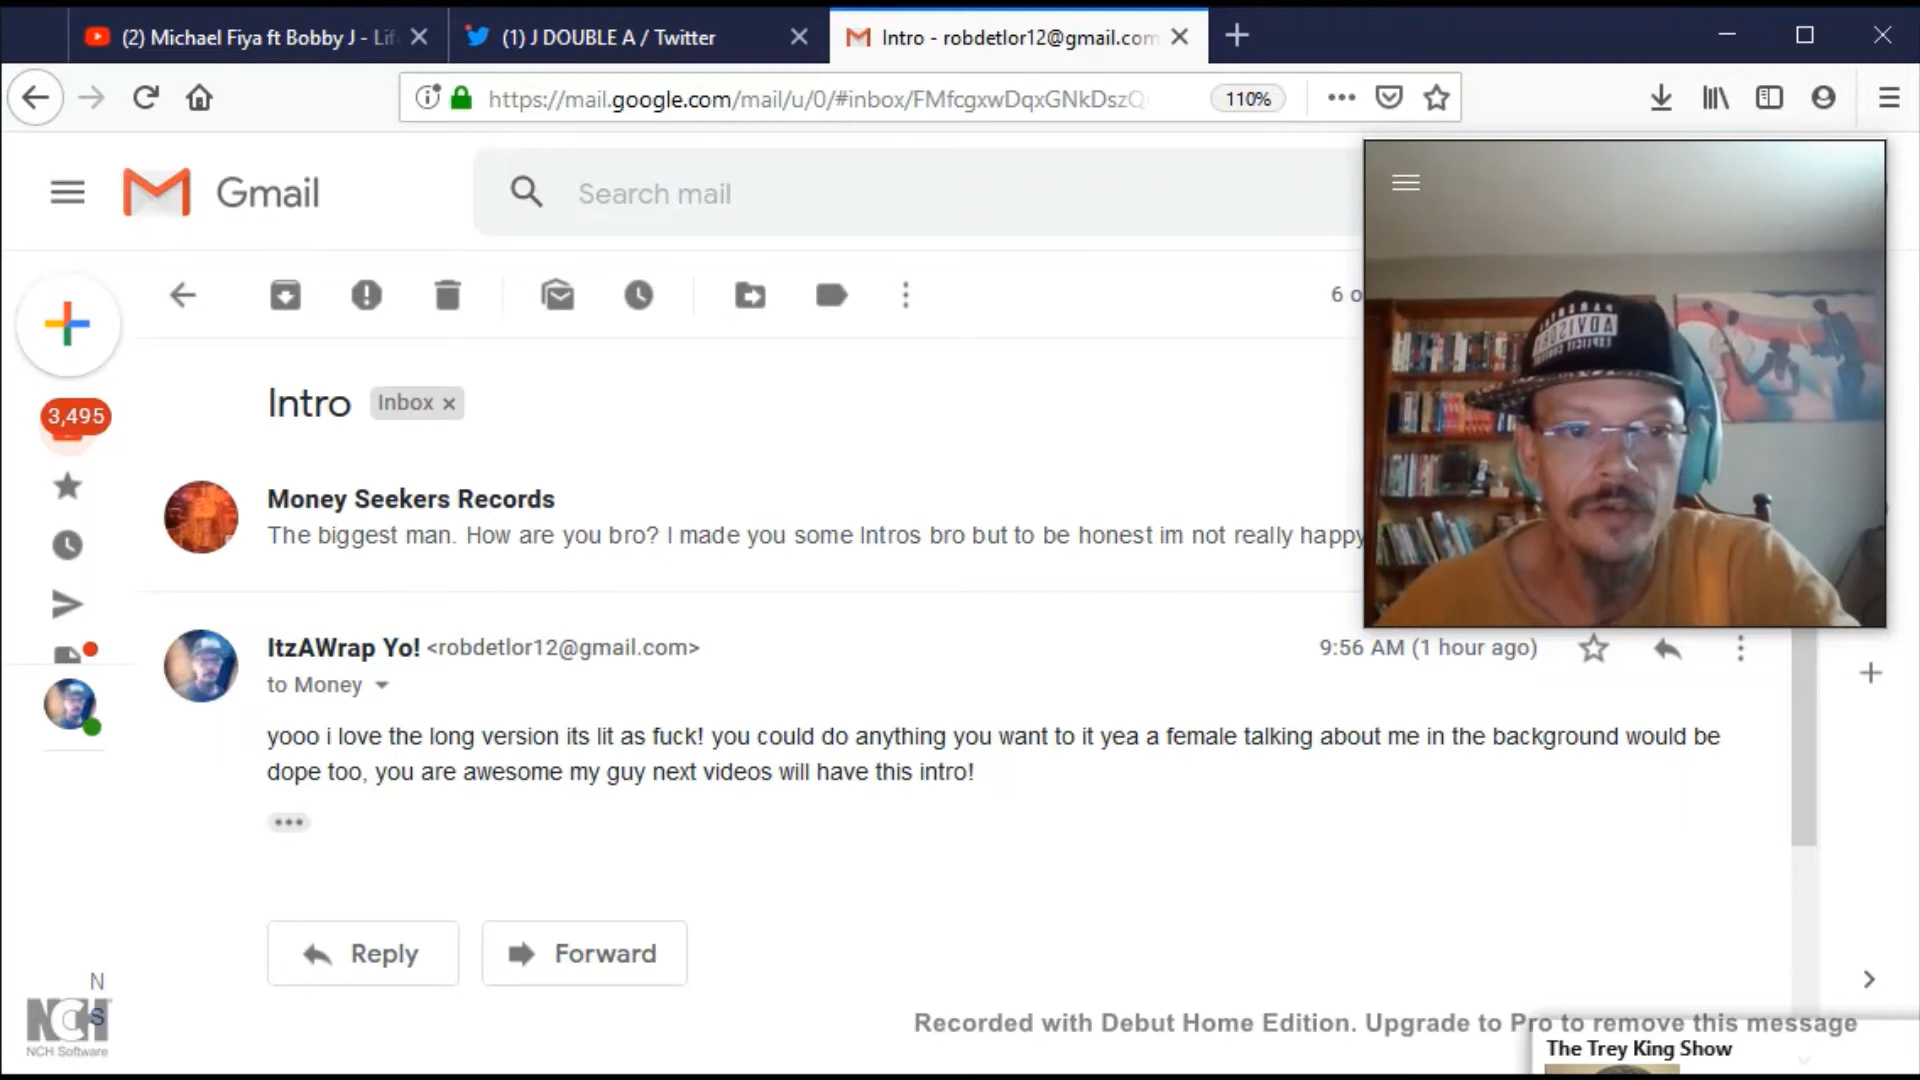 (2) Michael Fiya ft Bobby J - Lif
(1) J DOUBLE A / Twitter
Intro - robdetlor12@gmail.com
https://mail.google.com/mail/u/0/#inbox/FMfcgxwDqxGNkDszQ
110%
Gmail
Search mail
6 o
Intro
Inbox ×
3,495
Money Seekers Records
The biggest man. How are you bro? I made you some Intros bro but to be honest im not really happy
ItzAWrap Yo! <robdetlor12@gmail.com>
9:56 AM (1 hour ago)
to Money
yooo i love the long version its lit as fuck! you could do anything you want to it yea a female talking about me in the background would be
dope too, you are awesome my guy next videos will have this intro!
Reply
Forward
N
S
NCH
NCH Software
Recorded with Debut Home Edition. Upgrade to Pro to remove this message
The Trey King Show